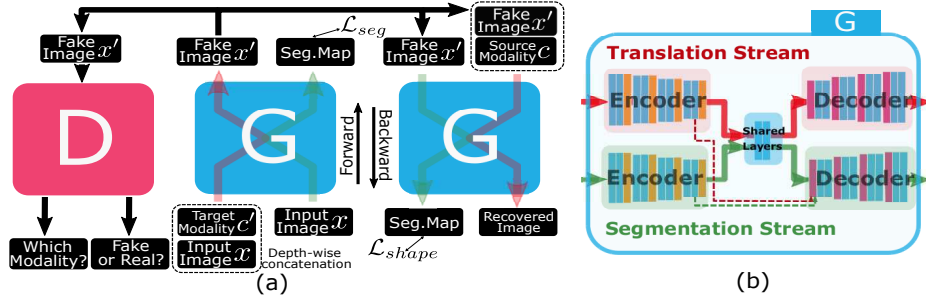 Fake
Image x′
Fake
Image x′
Seg.Map
ℒseg
Fake
Image x′
Fake
Image x′
Source
Modality c
D
G
Forward
Backward
G
Which
Modality?
Fake
or Real?
Target
Modality c′
Input
Image x
Input
Image x
Depth-wise
concatenation
Seg.Map
ℒshape
Recovered
Image
(a)
G
Translation Stream
Encoder
Decoder
Shared
Layers
Encoder
Decoder
Segmentation Stream
(b)